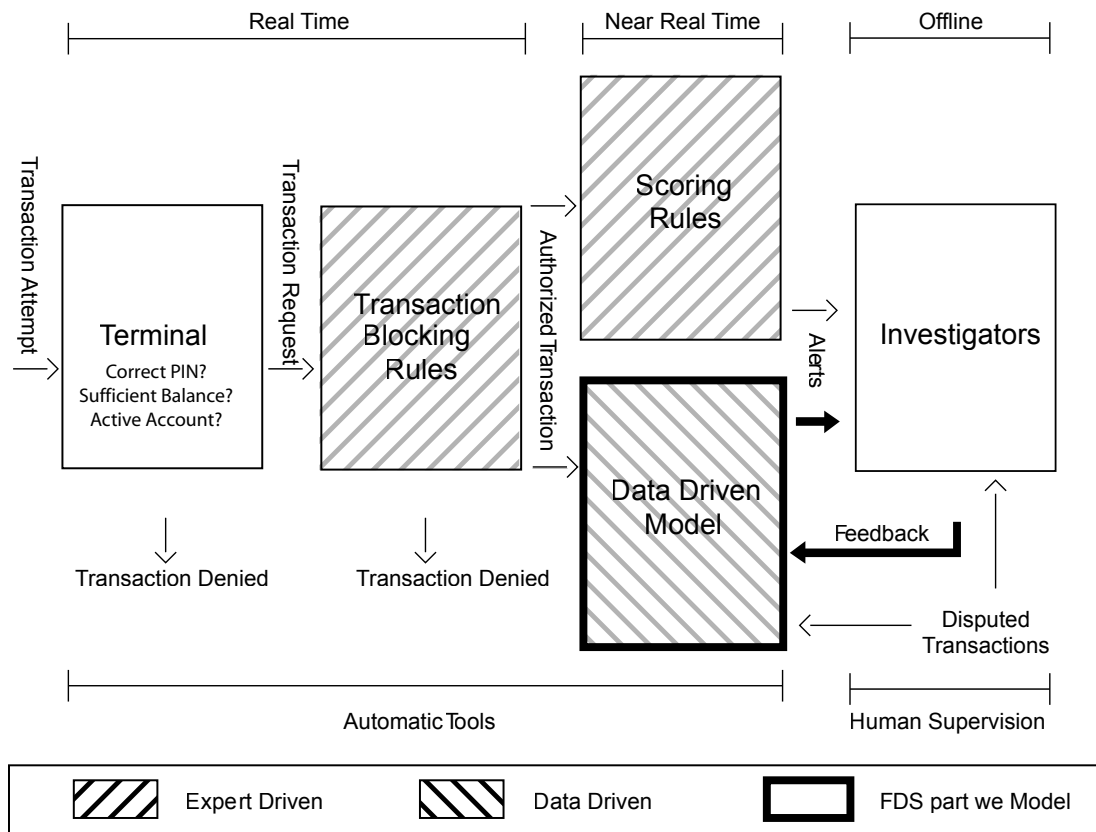 Real Time
Near Real Time
Offline
Transaction Attempt
Terminal
Correct PIN?
Sufficient Balance?
Active Account?
Transaction Request
Transaction
Blocking
Rules
Authorized Transaction
Scoring
Rules
Data Driven
Model
Alerts
Investigators
Feedback
Transaction Denied
Transaction Denied
Disputed
Transactions
Automatic Tools
Human Supervision
Expert Driven
Data Driven
FDS part we Model